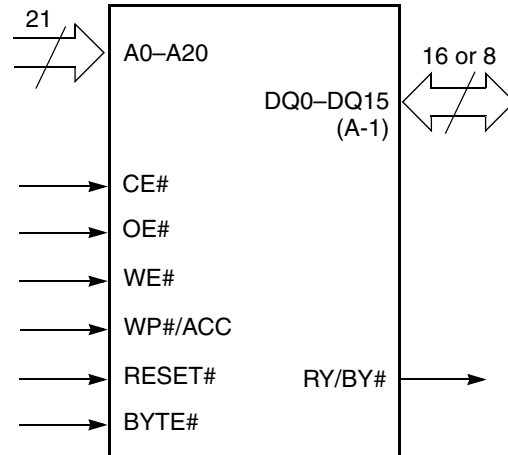 21
A0–A20
16 or 8
DQ0–DQ15
(A-1)
CE#
OE#
WE#
WP#/ACC
RESET#
RY/BY#
BYTE#